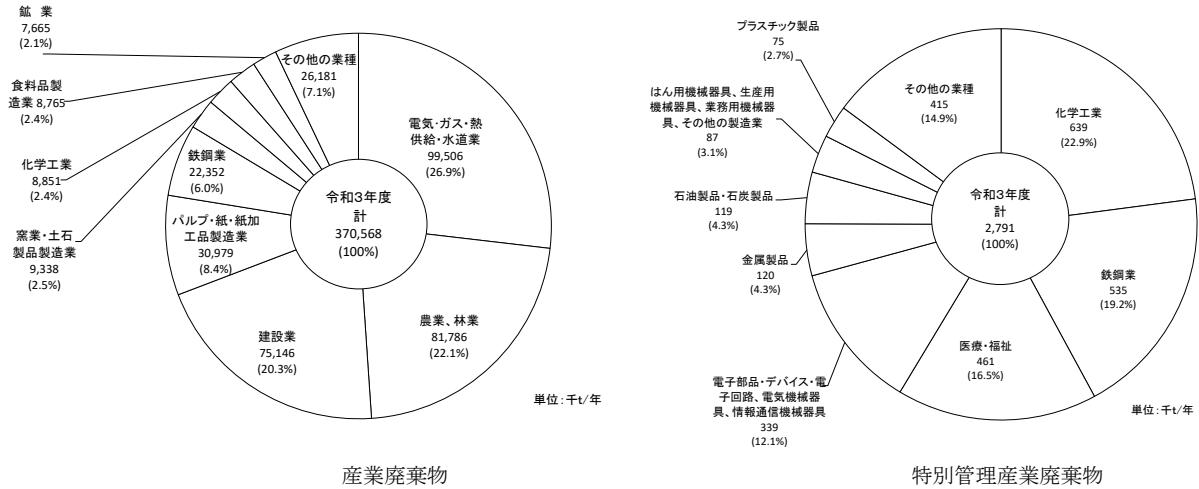 鉱 業
7,665
(2.1%)
食料品製
造業 8,765
(2.4%)
化学工業
8,851
(2.4%)
窯業・土石
製品製造業
9,338
(2.5%)
その他の業種
26,181
(7.1%)
鉄鋼業
22,352
(6.0%)
パルプ・紙・紙加
工品製造業
30,979
(8.4%)
建設業
75,146
(20.3%)
農業、林業
81,786
(22.1%)
電気・ガス・熱
供給・水道業
99,506
(26.9%)
令和3年度
計
370,568
(100%)
単位:千t/年
産業廃棄物
プラスチック製品
75
(2.7%)
はん用機械器具、生産用
機械器具、業務用機械器
具、その他の製造業
87
(3.1%)
石油製品・石炭製品
119
(4.3%)
金属製品
120
(4.3%)
電子部品・デバイス・電
子回路、電気機械器
具、情報通信機械器具
339
(12.1%)
その他の業種
415
(14.9%)
化学工業
639
(22.9%)
鉄鋼業
535
(19.2%)
医療・福祉
461
(16.5%)
令和3年度
計
2,791
(100%)
単位:千t/年
特別管理産業廃棄物